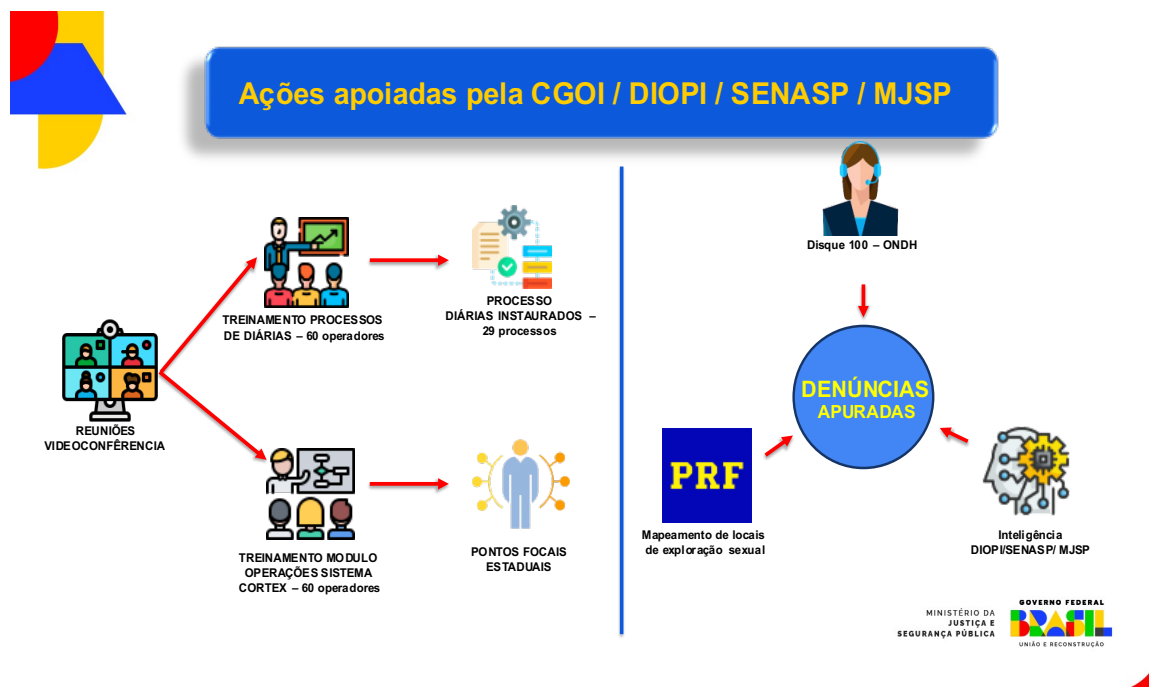 Ações apoiadas pela CGOI / DIOPI / SENASP / MJSP
REUNIÕES
VIDEOCONFÊRENCIA
TREINAMENTO PROCESSOS
DE DIÁRIAS – 60 operadores
PROCESSO
DIÁRIAS INSTAURADOS –
29 processos
TREINAMENTO MODULO
OPERAÇÕES SISTEMA
CORTEX – 60 operadores
PONTOS FOCAIS
ESTADUAIS
Disque 100 – ONDH
DENÚNCIAS
APURADAS
PRF
Mapeamento de locais
de exploração sexual
Inteligência
DIOPI/SENASP/ MJSP
MINISTÉRIO DA
JUSTIÇA E
SEGURANÇA PÚBLICA
GOVERNO FEDERAL
BRASIL
UNIÃO E RECONSTRUÇÃO